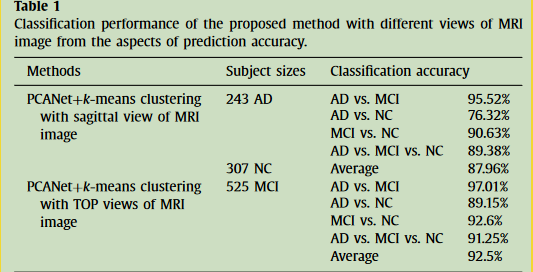 Table 1
Classification performance of the proposed method with different views of MRI
image from the aspects of prediction accuracy.
Methods Subject sizes Classification accuracy
PCANet+k-means clustering 243 AD AD vs. MCI 95.52%
with sagittal view of MRI AD vs. NC 76.32%
image MCI vs. NC 90.63%
AD vs. MCI vs. NC 89.38%
307 NC Average 87.96%
PCANet+k-means clustering 525 MCI AD vs. MCI 97.01%
with TOP views of MRI AD vs. NC 89.15%
image MCI vs. NC 92.6%
AD vs. MCI vs. NC 91.25%
Average 92.5%